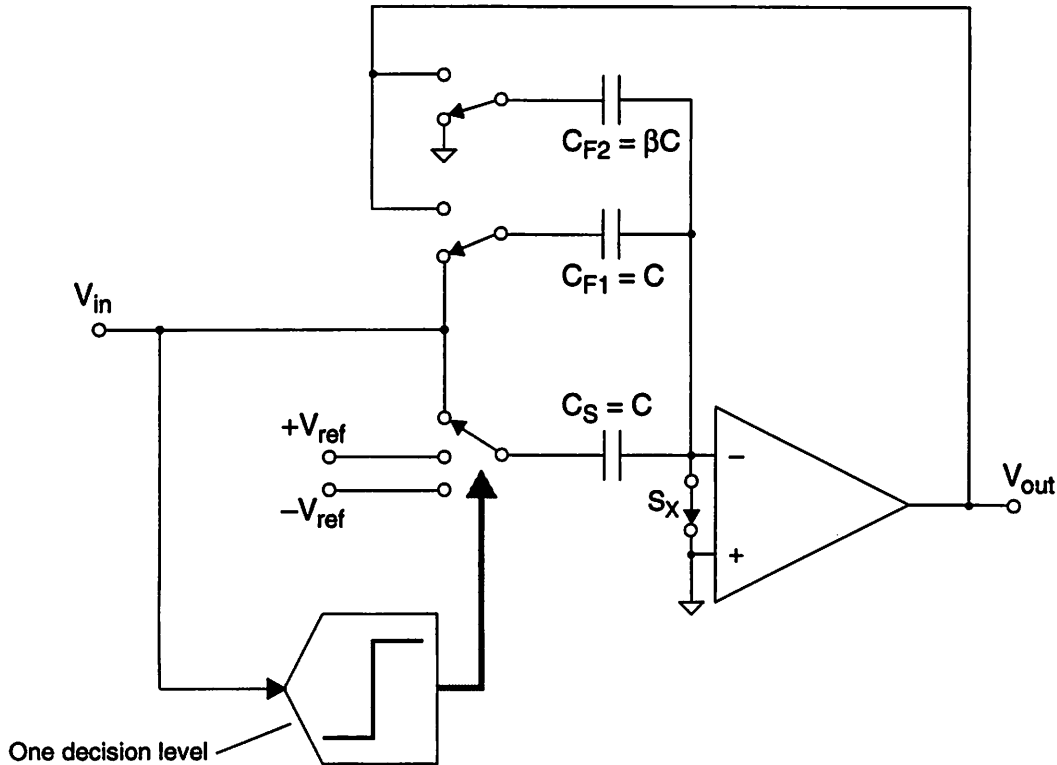 C_F2 = βC
C_F1 = C
V_in
C_S = C
+V_ref
−V_ref
S_X
−
+
V_out
One decision level